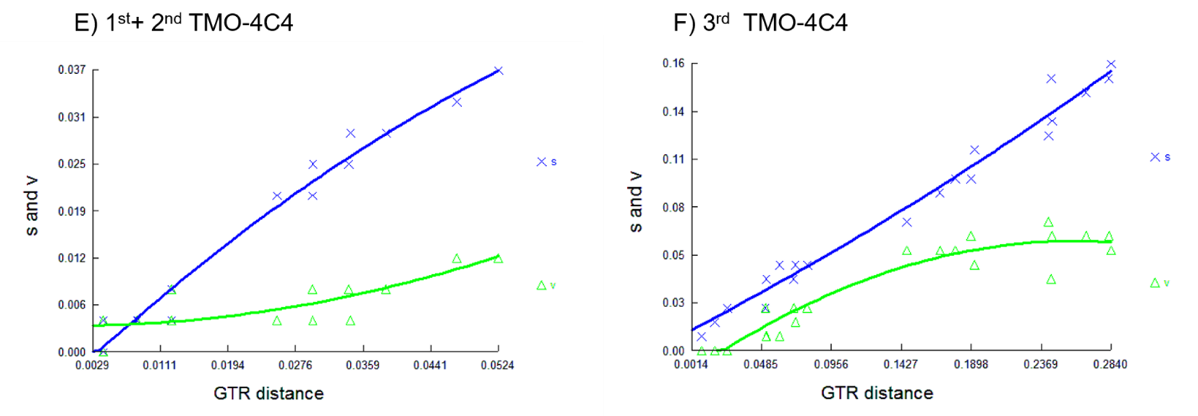 E) 1st+ 2nd TMO-4C4
0.037
0.031
0.025
0.019
0.012
0.006
0.000
s and v
0.0029 0.0111 0.0194 0.0276 0.0359 0.0441 0.0524
GTR distance
s
v
F) 3rd TMO-4C4
0.16
0.14
0.11
0.08
0.05
0.03
0.00
s and v
0.0014 0.0485 0.0956 0.1427 0.1898 0.2369 0.2840
GTR distance
s
v